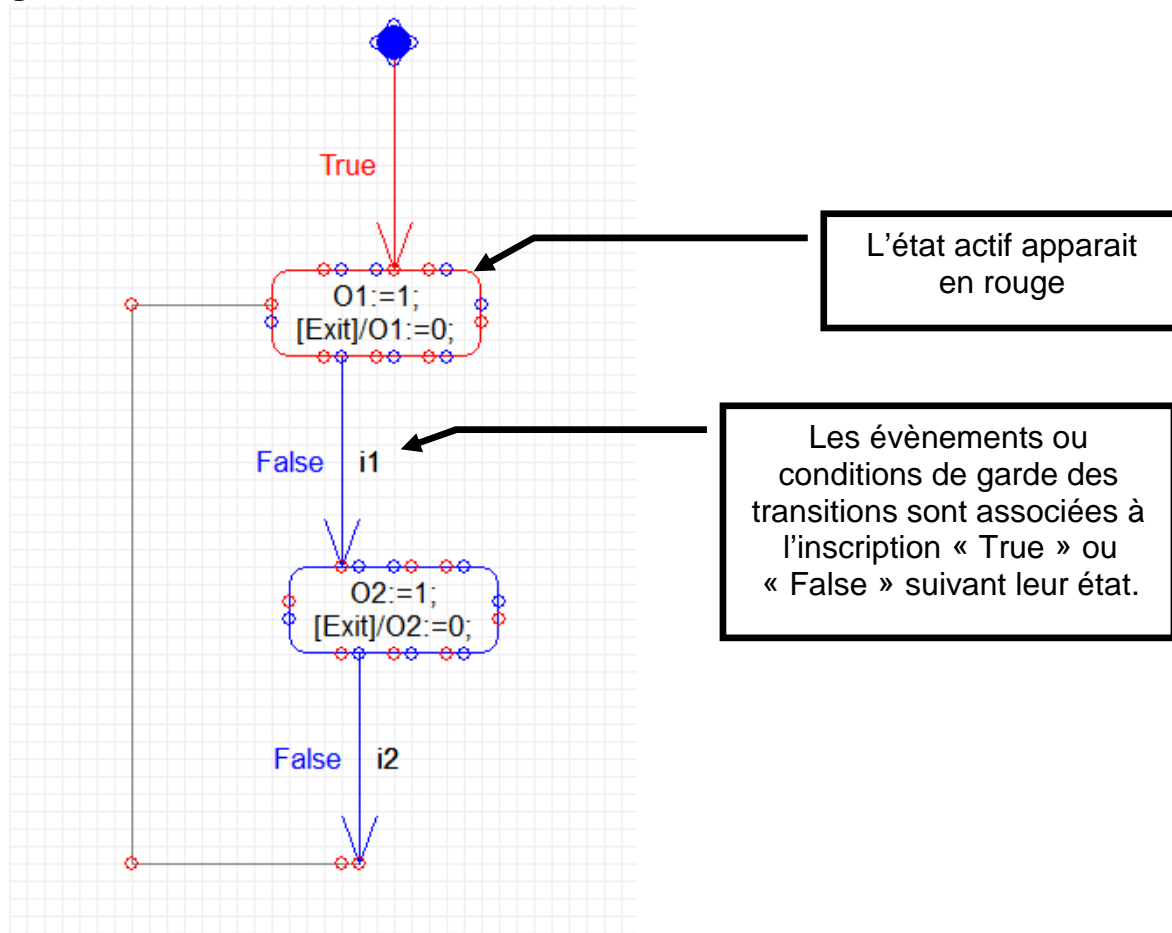 True
O1:=1;
[Exit]/O1:=0;
L’état actif apparait
en rouge
False i1
Les évènements ou
conditions de garde des
transitions sont associées à
l’inscription « True » ou
« False » suivant leur état.
O2:=1;
[Exit]/O2:=0;
False i2